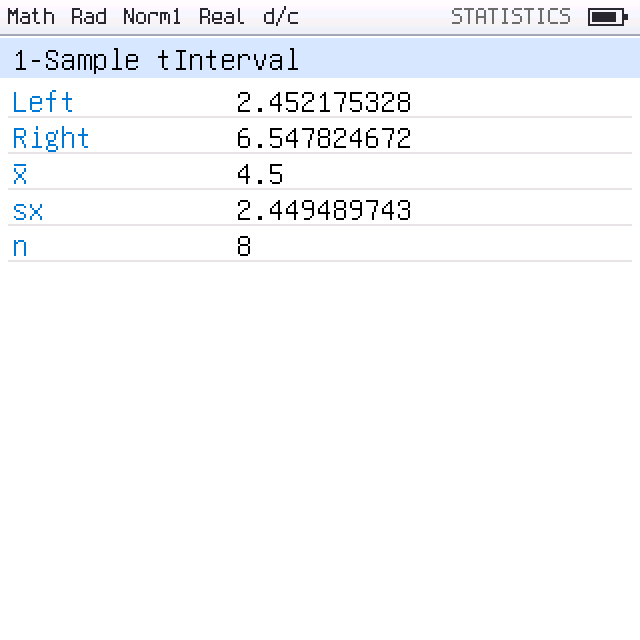 Math Rad Norm1 Real d/c STATISTICS
1-Sample tInterval
Left 2.452175328
Right 6.547824672
x̄ 4.5
sx 2.449489743
n 8